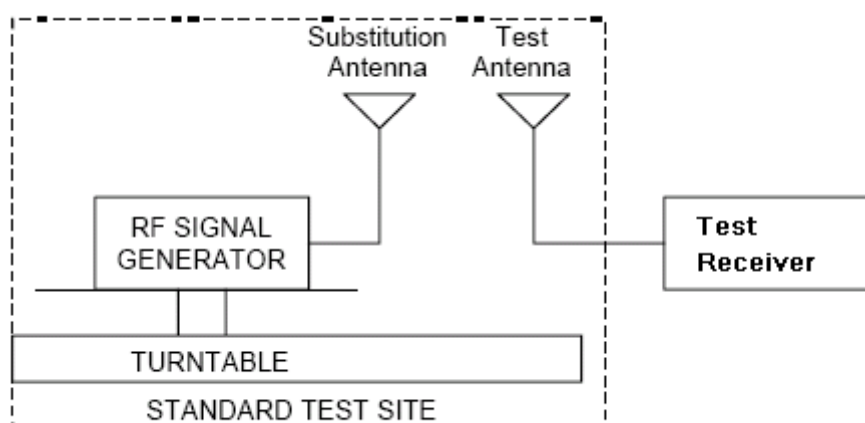 Substitution
Antenna
Test
Antenna
RF SIGNAL
GENERATOR
Test
Receiver
TURNTABLE
STANDARD TEST SITE